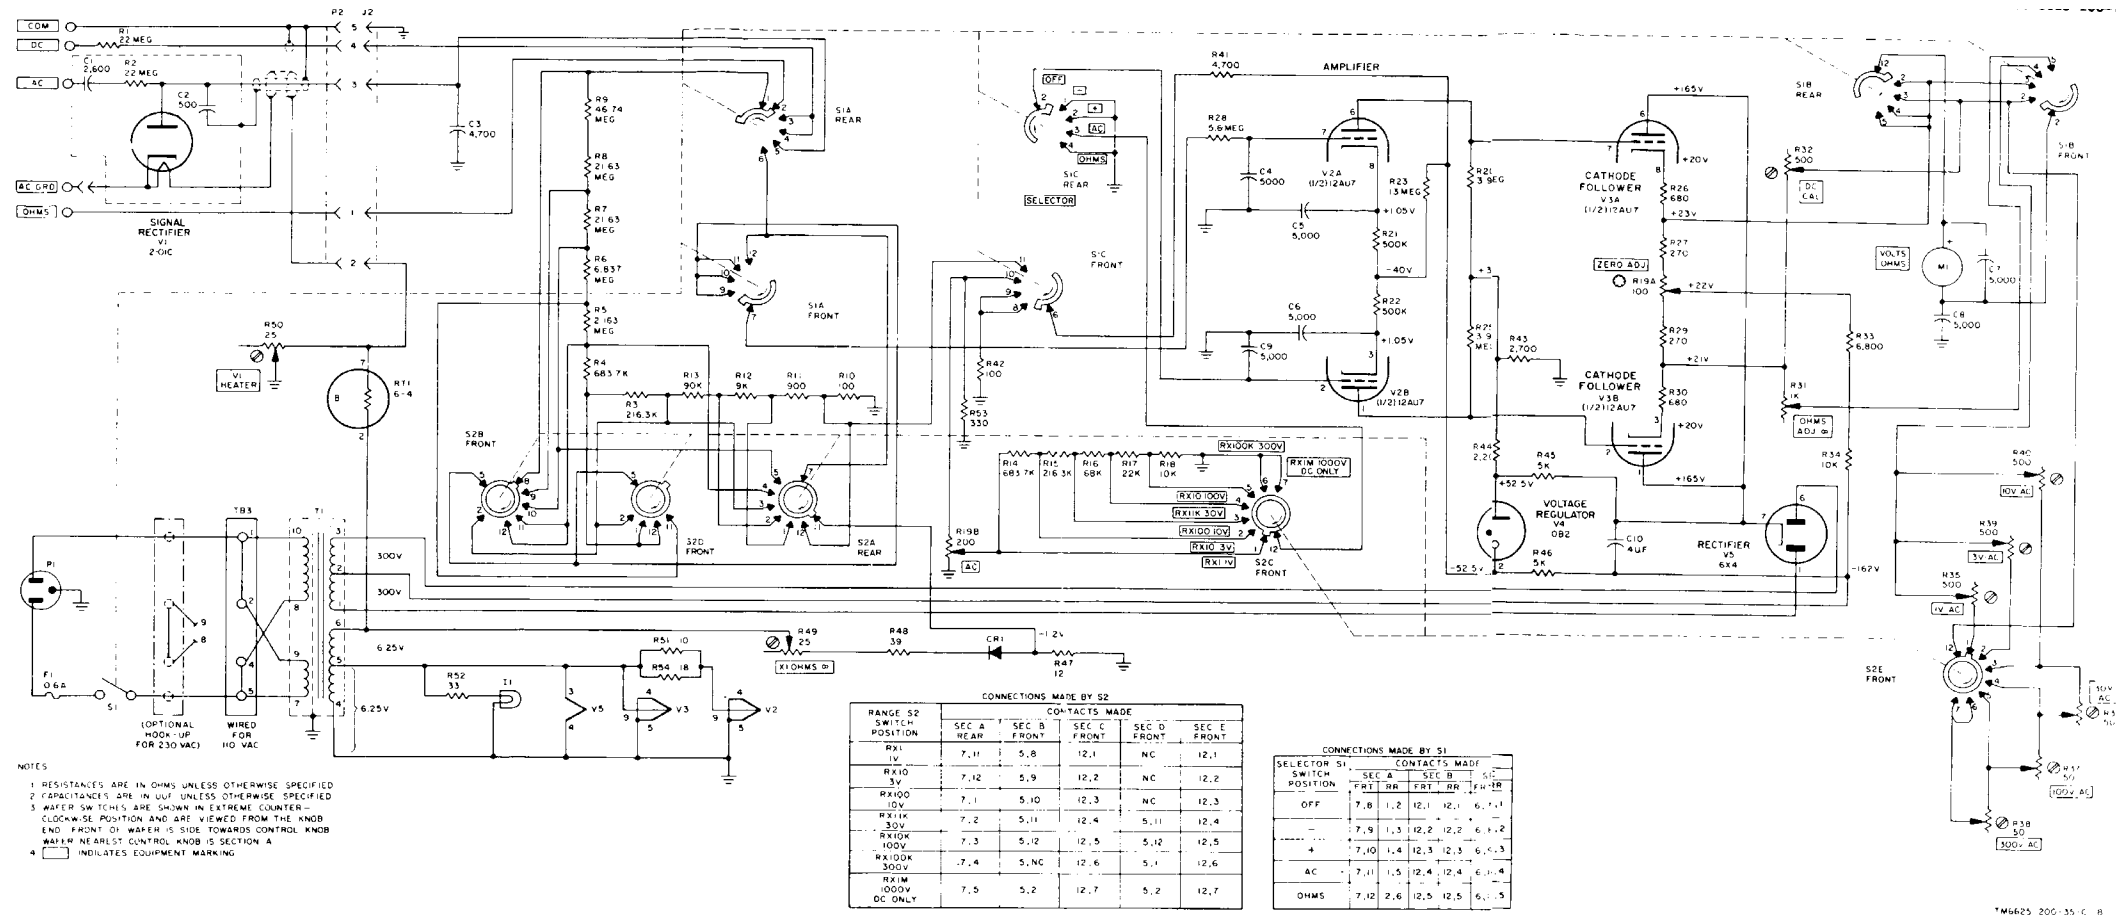 P2 J2
COM
DC
R1
22 MEG
C1
2,600
R2
22 MEG
AC
C2
500
5
4
3
C3
4,700
AC GRD
OHMS
1
2
SIGNAL
RECTIFIER
V1
2-01C
R9
46.74
MEG
R8
21.63
MEG
R7
21.63
MEG
R6
6.837
MEG
R5
2.163
MEG
R4
683.7K
R3
216.3K
R13
90K
R12
9K
R11
900
R10
100
S1A
REAR
S1A
FRONT
OFF
-
+
AC
OHMS
S1C
REAR
SELECTOR
S1C
FRONT
R41
4,700
AMPLIFIER
R28
5.6MEG
C4
5000
C5
5,000
V2A
(1/2)12AU7
R23
13MEG
+1.05V
R21
500K
-40V
R22
500K
C6
5,000
C9
5,000
+1.05V
V2B
(1/2)12AU7
+3
R43
2,700
+165V
+20V
CATHODE
FOLLOWER
V3A
(1/2)12AU7
R26
680
+23V
R27
270
ZERO ADJ
R19A
100
+22V
R29
270
+21V
CATHODE
FOLLOWER
V3B
(1/2)12AU7
R30
680
+20V
+165V
R32
500
DC
CAL
S1B
REAR
S1B
FRONT
VOLTS
OHMS
M1
C7
5,000
C8
5,000
R33
6,800
R31
1K
OHMS
ADJ ∞
R34
10K
R50
25
V1
HEATER
RT1
6-4
B
R42
100
R53
330
S2B
FRONT
S2D
FRONT
S2A
REAR
R14
683.7K
R15
216.3K
R16
68K
R17
22K
R18
10K
RX100K 300V
RX1M 1000V
DC ONLY
RX10 100V
RX11K 30V
RX100 10V
RX10 3V
RX1 1V
S2C
FRONT
R19B
200
AC
R44
R45
5K
+52.5V
VOLTAGE
REGULATOR
V4
OB2
R46
5K
-52.5V
C10
4UF
RECTIFIER
V5
6X4
-162V
R40
500
10V AC
R39
500
3V AC
R35
500
1V AC
S2E
FRONT
R37
50
100V AC
R38
50
300V AC
P1
F1
0.6A
S1
(OPTIONAL
HOOK-UP
FOR 230 VAC)
TB3
WIRED
FOR
110 VAC
T1
300V
300V
6.25V
6.25V
R52
33
I1
V5
R51 10
R54 18
V3
V2
R49
25
X1 OHMS ∞
R48
39
CR1
-1.2V
R47
12
NOTES
1 RESISTANCES ARE IN OHMS UNLESS OTHERWISE SPECIFIED
2 CAPACITANCES ARE IN UUF UNLESS OTHERWISE SPECIFIED
3 WAFER SWITCHES ARE SHOWN IN EXTREME COUNTER-
CLOCKWISE POSITION AND ARE VIEWED FROM THE KNOB
END FRONT OF WAFER IS SIDE TOWARDS CONTROL KNOB
WAFER NEAREST CONTROL KNOB IS SECTION A
4 INDICATES EQUIPMENT MARKING
CONNECTIONS MADE BY S2
RANGE S2 SWITCH POSITION CONTACTS MADE
SEC A REAR SEC B FRONT SEC C FRONT SEC D FRONT SEC E FRONT
RX1 1V 7,11 5,8 12,1 NC 12,1
RX10 3V 7,12 5,9 12,2 NC 12,2
RX100 10V 7,1 5,10 12,3 NC 12,3
RX11K 30V 7,2 5,11 12,4 5,11 12,4
RX10K 100V 7,3 5,12 12,5 5,12 12,5
RX100K 300V 7,4 5,NC 12,6 5,1 12,6
RX1M 1000V DC ONLY 7,5 5,2 12,7 5,2 12,7
CONNECTIONS MADE BY S1
SELECTOR S1 SWITCH POSITION CONTACTS MADE
SEC A SEC B
FRT RR FRT RR
OFF 7,8 1,2 12,1 12,1
- 7,9 1,3 12,2 12,2
+ 7,10 1,4 12,3 12,3
AC 7,11 1,5 12,4 12,4
OHMS 7,12 2,6 12,5 12,5
TM6625 200-35-C 8